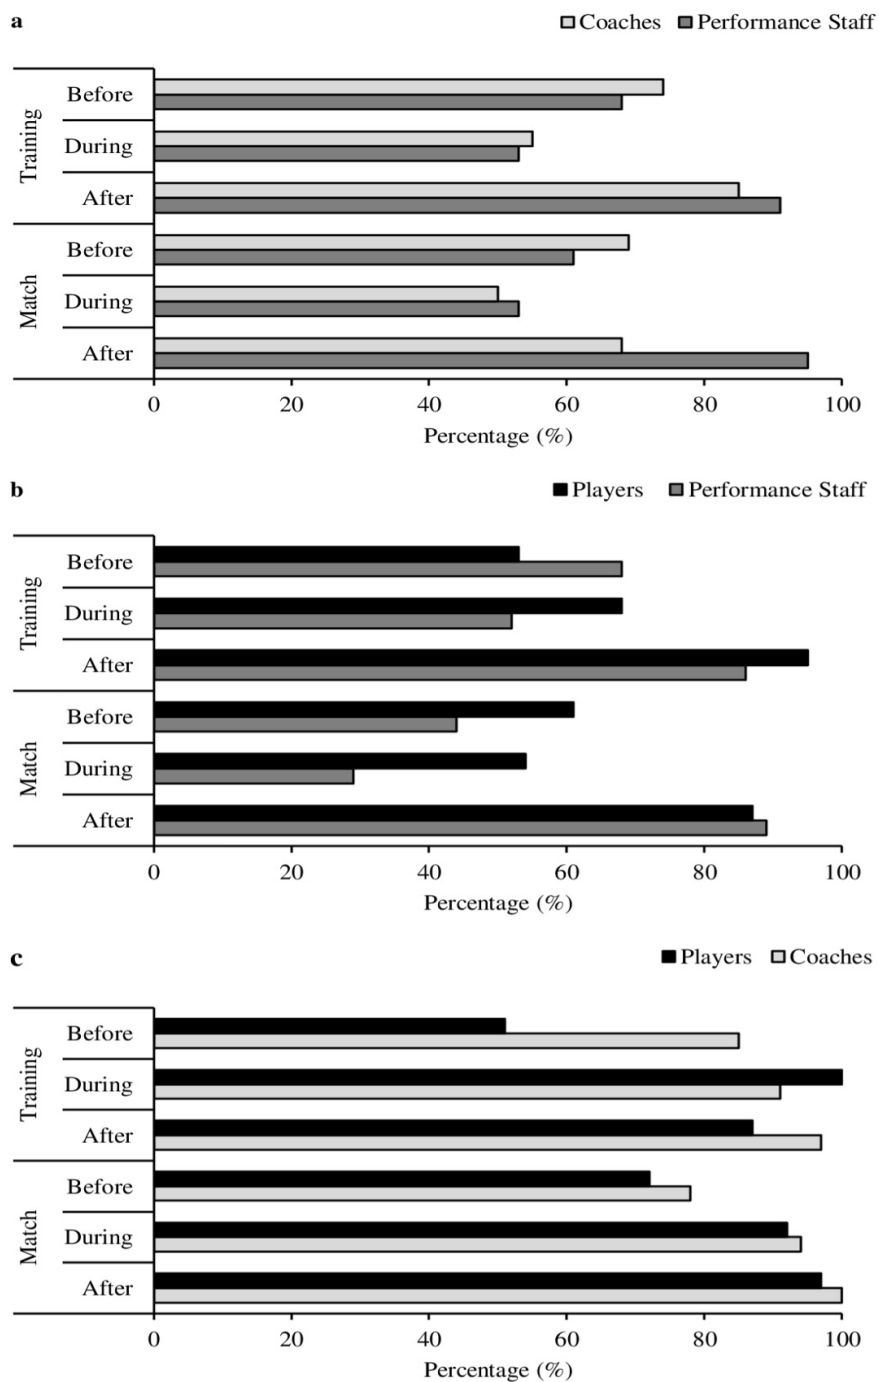 a
Coaches Performance Staff
Training
Before
During
After
Match
Before
During
After
0 20 40 60 80 100
Percentage (%)
b
Players Performance Staff
Training
Before
During
After
Match
Before
During
After
0 20 40 60 80 100
Percentage (%)
c
Players Coaches
Training
Before
During
After
Match
Before
During
After
0 20 40 60 80 100
Percentage (%)